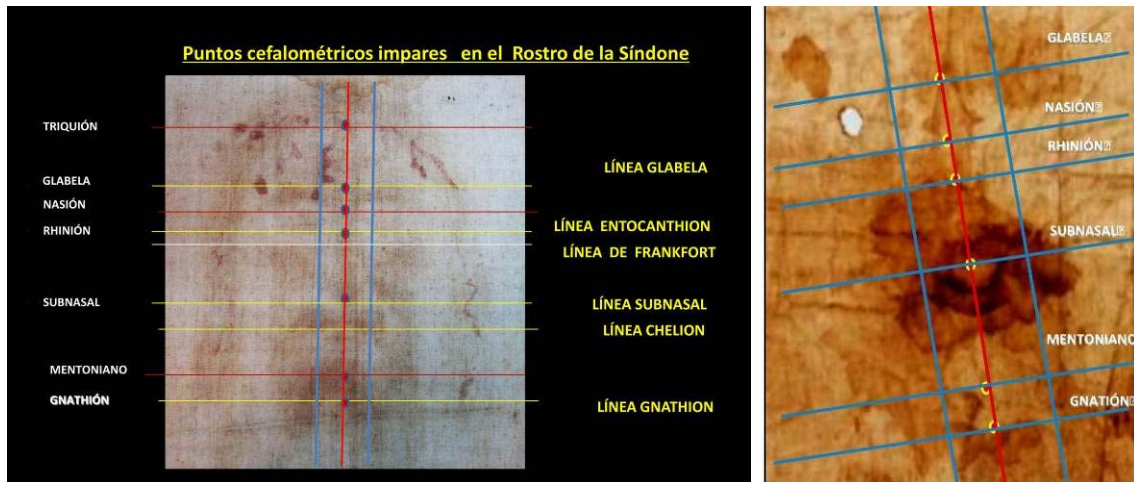 Puntos cefalométricos impares en el Rostro de la Síndone
TRIQUIÓN
GLABELA
NASIÓN
RHINIÓN
SUBNASAL
MENTONIANO
GNATHIÓN
LÍNEA GLABELA
LÍNEA ENTOCANTHION
LÍNEA DE FRANKFORT
LÍNEA SUBNASAL
LÍNEA CHELION
LÍNEA GNATHION
GLABELA
NASIÓN
RHINIÓN
SUBNASAL
MENTONIANO
GNATIÓN